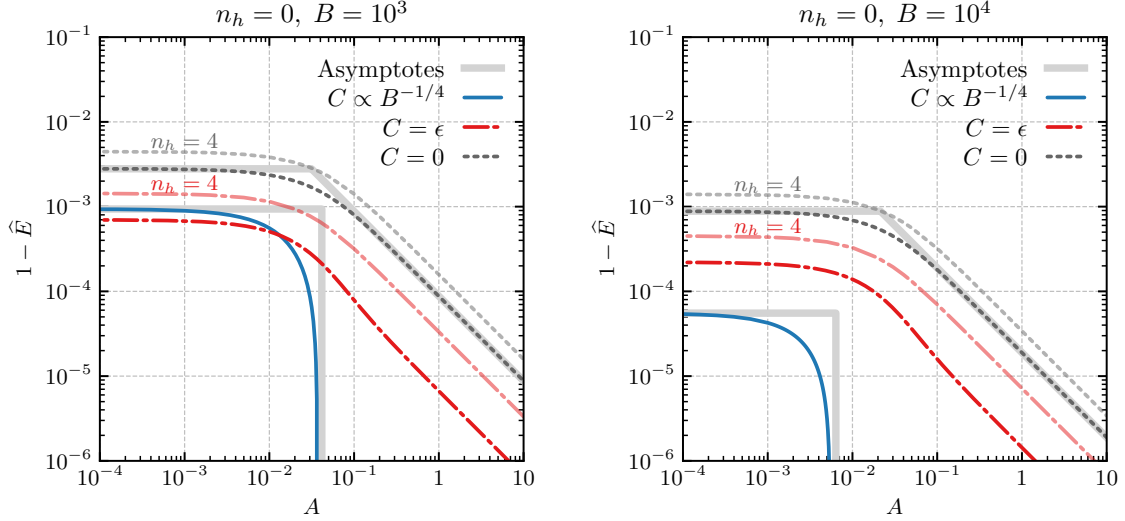 n_h = 0, B = 10^3
10^{-1}
10^{-2}
10^{-3}
10^{-4}
10^{-5}
10^{-6}
1 − Ê
Asymptotes
C ∝ B^{-1/4}
C = ϵ
C = 0
n_h = 4
n_h = 4
10^{-4}
10^{-3}
10^{-2}
10^{-1}
1
10
A
n_h = 0, B = 10^4
10^{-1}
10^{-2}
10^{-3}
10^{-4}
10^{-5}
10^{-6}
1 − Ê
Asymptotes
C ∝ B^{-1/4}
C = ϵ
C = 0
n_h = 4
n_h = 4
10^{-4}
10^{-3}
10^{-2}
10^{-1}
1
10
A